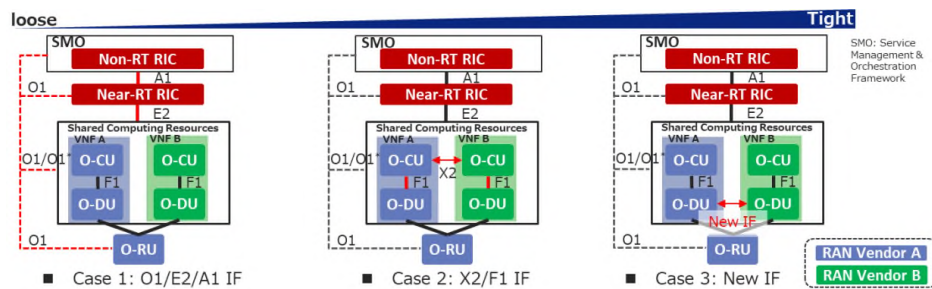 loose
Tight
SMO
Non-RT RIC
A1
O1
Near-RT RIC
E2
Shared Computing Resources
VNF A
VNF B
O1/O1*
O-CU
O-CU
F1
F1
O-DU
O-DU
O1
O-RU
■ Case 1: O1/E2/A1 IF
SMO
Non-RT RIC
A1
O1
Near-RT RIC
E2
Shared Computing Resources
VNF A
VNF B
O1/O1*
O-CU
O-CU
X2
F1
F1
O-DU
O-DU
O1
O-RU
■ Case 2: X2/F1 IF
SMO
Non-RT RIC
A1
O1
Near-RT RIC
E2
Shared Computing Resources
VNF A
VNF B
O1/O1*
O-CU
O-CU
F1
F1
O-DU
O-DU
New IF
O1
O-RU
■ Case 3: New IF
SMO: Service
Management &
Orchestration
Framework
RAN Vendor A
RAN Vendor B